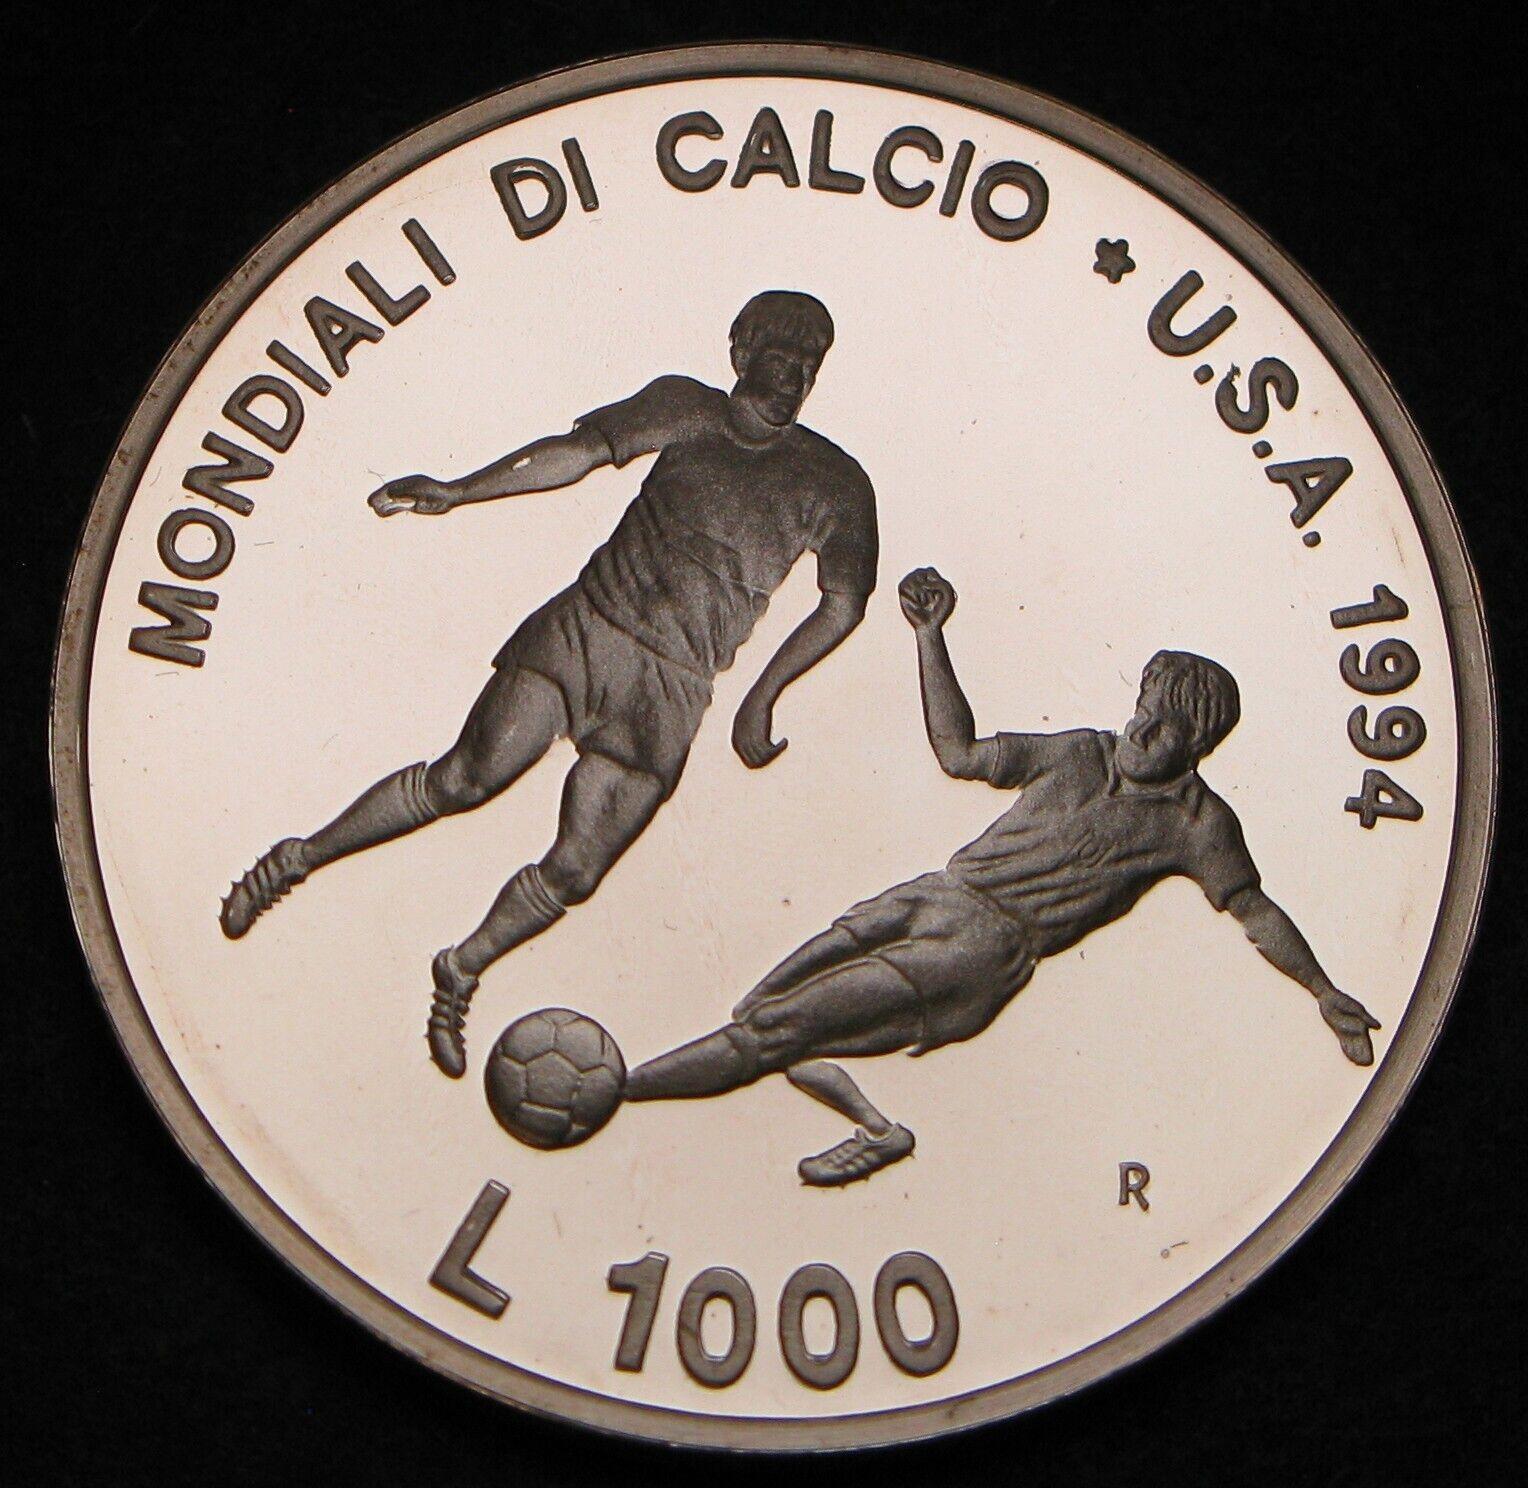 MONDIALI DI CALCIO ★ U.S.A. 1994
R
L 1000